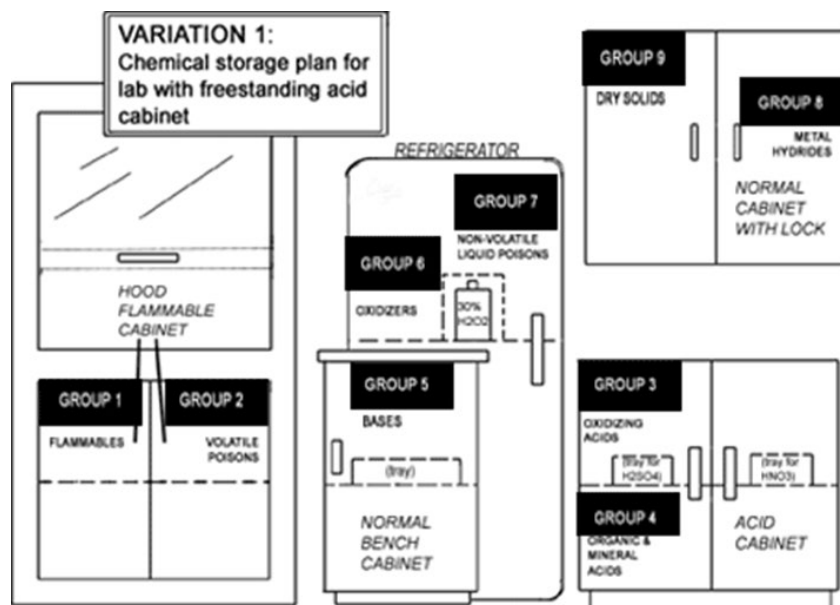 VARIATION 1:
Chemical storage plan for
lab with freestanding acid
cabinet
HOOD
FLAMMABLE
CABINET
GROUP 1
FLAMMABLES
GROUP 2
VOLATILE
POISONS
REFRIGERATOR
GROUP 7
NON-VOLATILE
LIQUID POISONS
GROUP 6
OXIDIZERS
30%
H2O2
GROUP 5
BASES
(tray)
NORMAL
BENCH
CABINET
GROUP 9
DRY SOLIDS
GROUP 8
METAL
HYDRIDES
NORMAL
CABINET
WITH LOCK
GROUP 3
OXIDIZING
ACIDS
(tray for
H2SO4)
(tray for
HNO3)
GROUP 4
ORGANIC &
MINERAL
ACIDS
ACID
CABINET